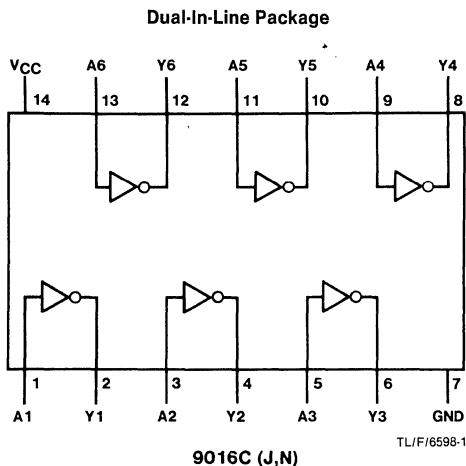 Dual-In-Line Package
VCC A6 Y6 A5 Y5 A4 Y4
14 13 12 11 10 9 8
1 2 3 4 5 6 7
A1 Y1 A2 Y2 A3 Y3 GND
TL/F/6598-1
9016C (J,N)